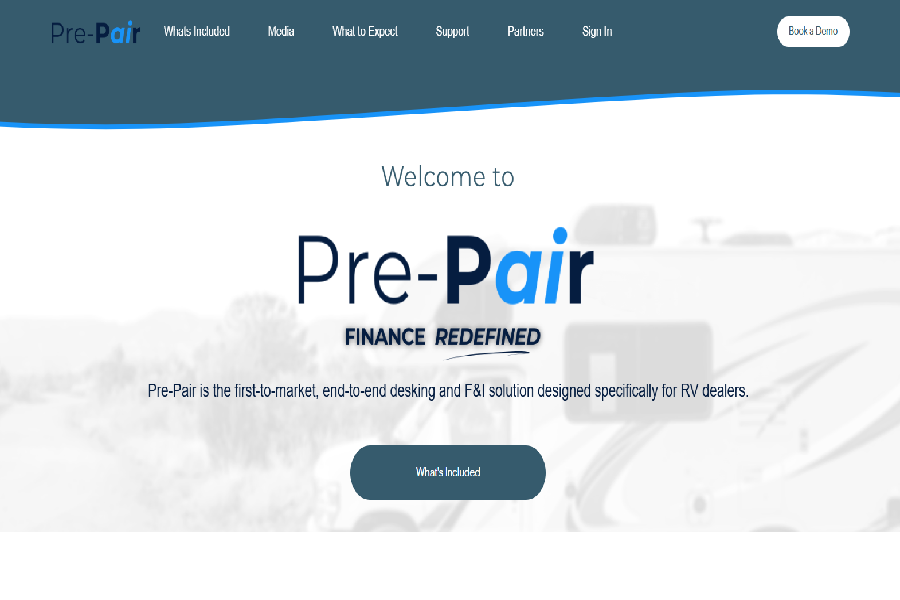 Pre-Pair Whats Included Media What to Expect Support Partners Sign In Book a Demo
Welcome to
Pre-Pair
FINANCE REDEFINED
Pre-Pair is the first-to-market, end-to-end desking and F&I solution designed specifically for RV dealers.
What's Included